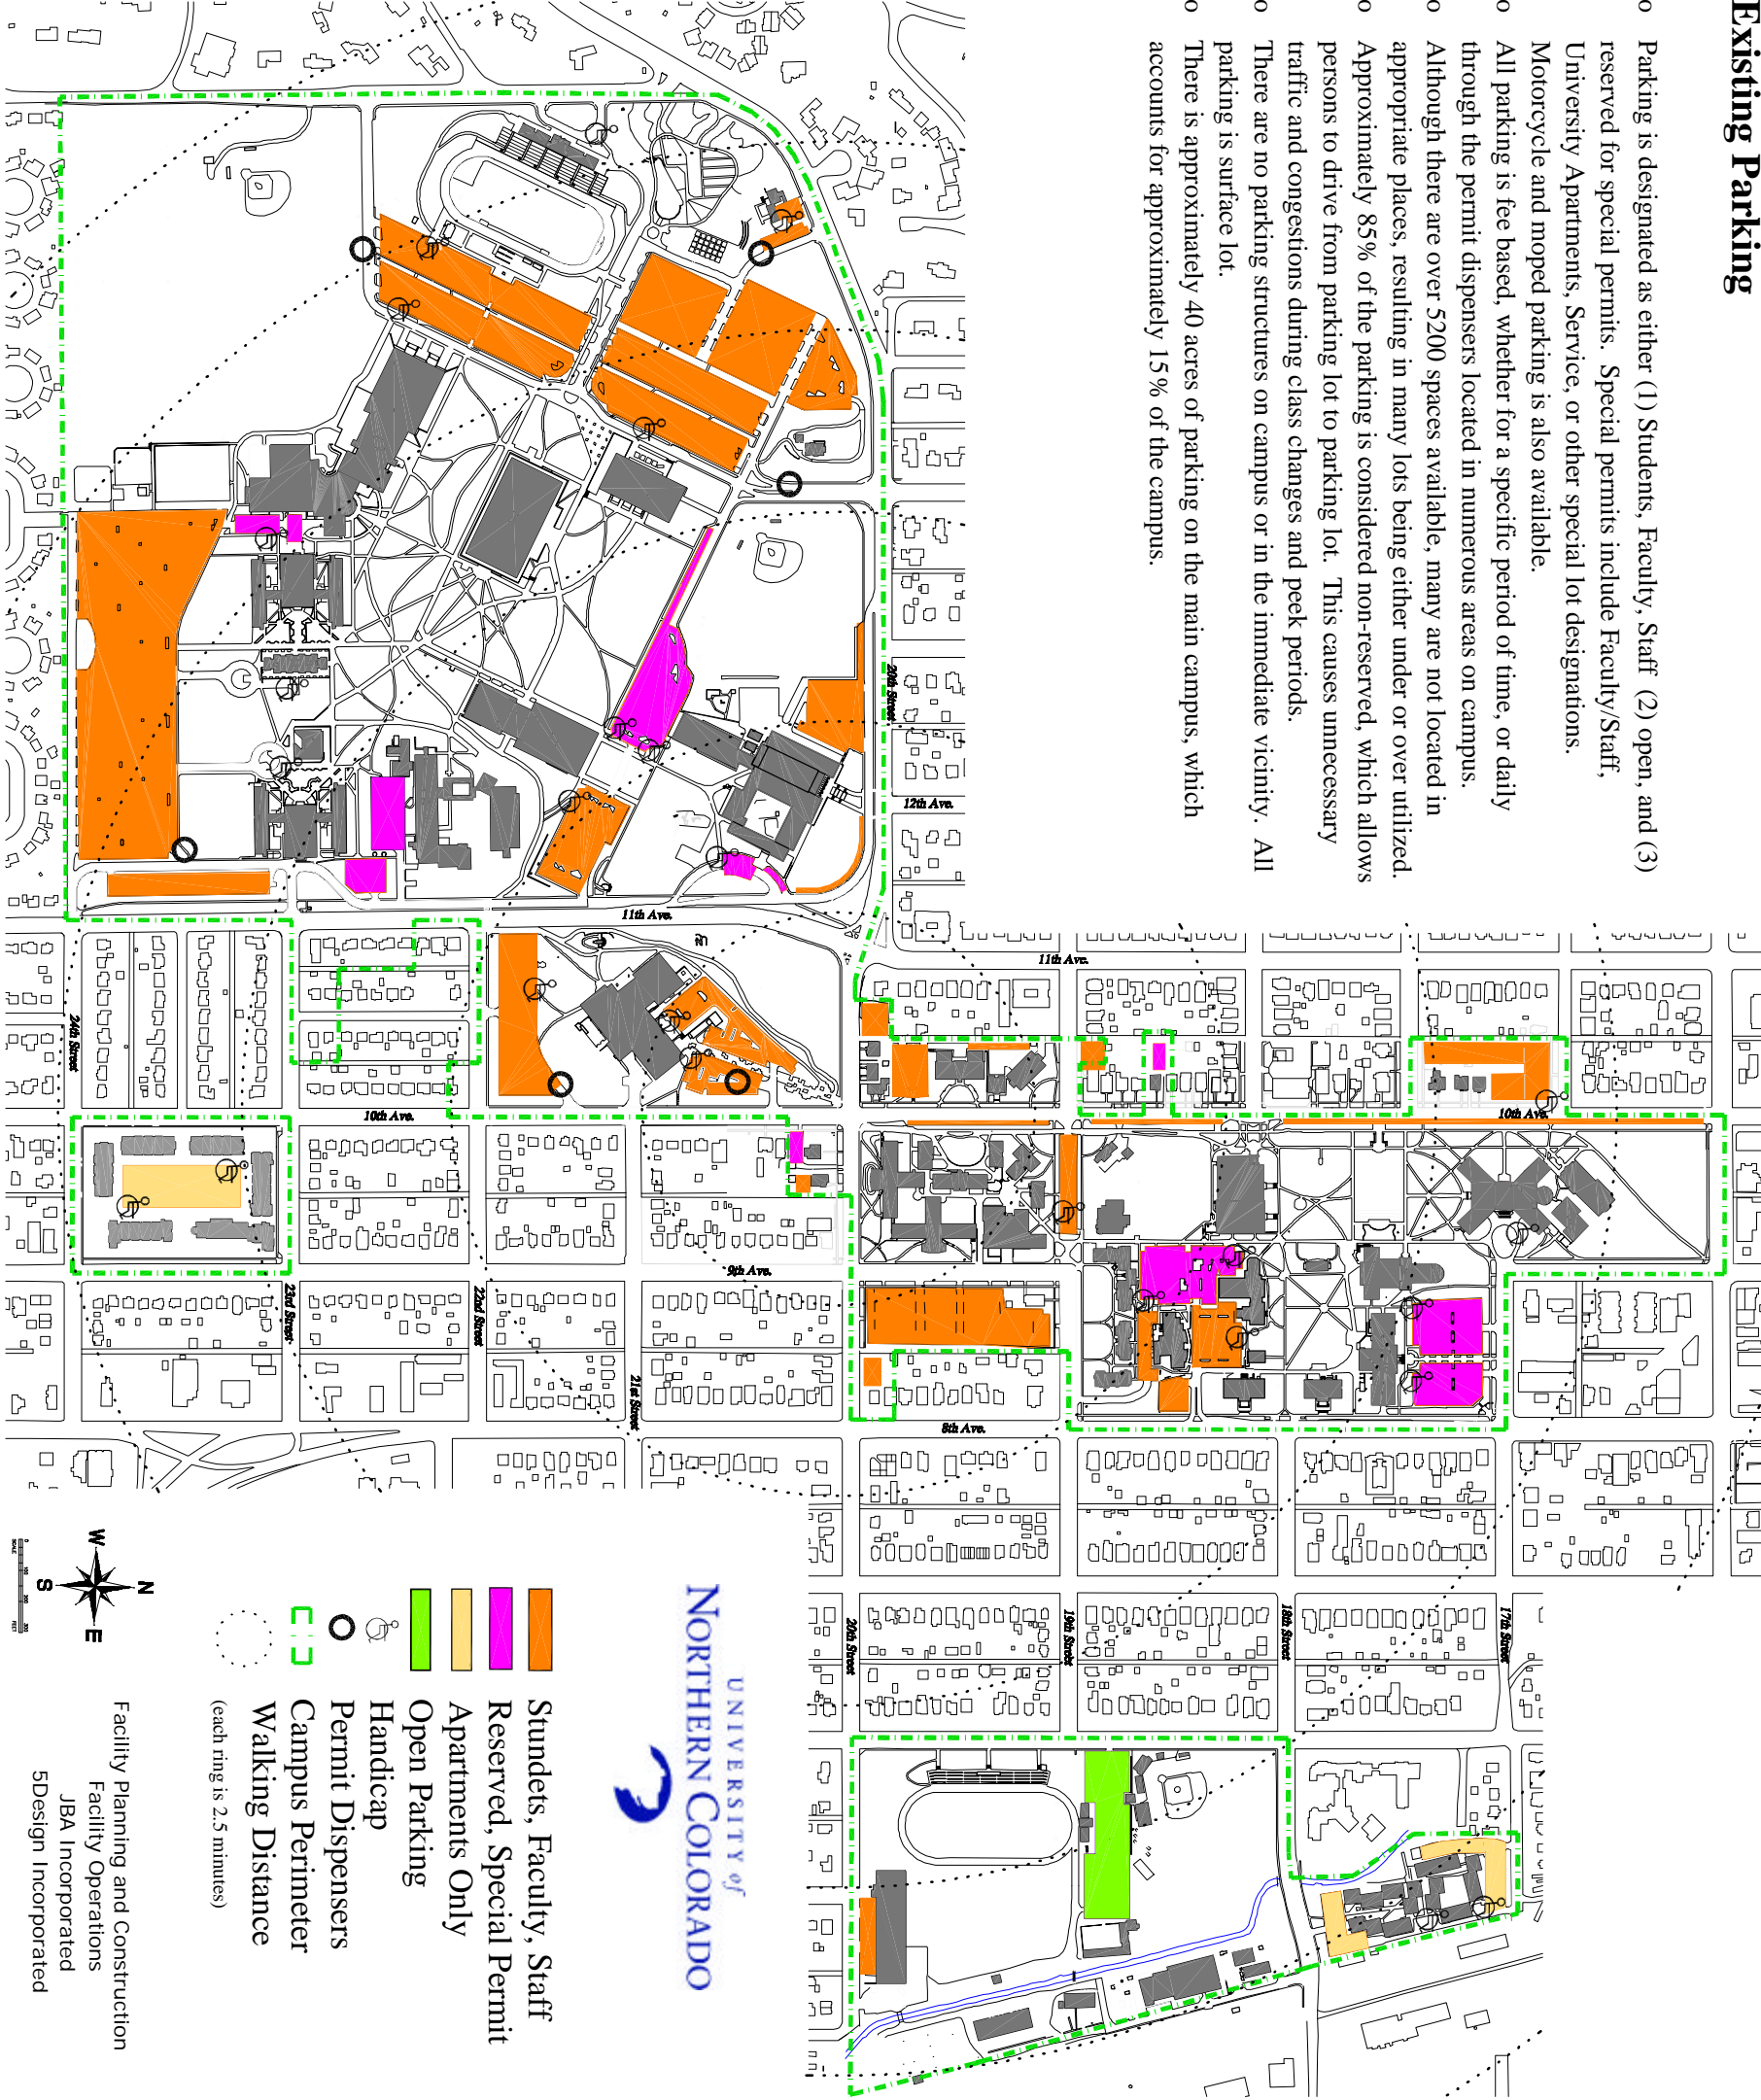 Existing Parking
o Parking is designated as either (1) Students, Faculty, Staff (2) open, and (3)
reserved for special permits. Special permits include Faculty/Staff,
University Apartments, Service, or other special lot designations.
Motorcycle and moped parking is also available.
o All parking is fee based, whether for a specific period of time, or daily
through the permit dispensers located in numerous areas on campus.
o Although there are over 5200 spaces available, many are not located in
appropriate places, resulting in many lots being either under or over utilized.
o Approximately 85% of the parking is considered non-reserved, which allows
persons to drive from parking lot to parking lot. This causes unnecessary
traffic and congestions during class changes and peek periods.
o There are no parking structures on campus or in the immediate vicinity. All
parking is surface lot.
o There is approximately 40 acres of parking on the main campus, which
accounts for approximately 15% of the campus.
20th Street
12th Ave.
11th Ave.
11th Ave.
24th Street
10th Ave.
10th Ave.
9th Ave.
23rd Street
22nd Street
21st Street
8th Ave.
20th Street
19th Street
18th Street
17th Street
UNIVERSITY of
NORTHERN COLORADO
Stundets, Faculty, Staff
Reserved, Special Permit
Apartments Only
Open Parking
Handicap
Permit Dispensers
Campus Perimeter
Walking Distance
(each ring is 2.5 minutes)
N
W
E
S
SCALE
FEET
Facility Planning and Construction
Facility Operations
JBA Incorporated
5Design Incorporated